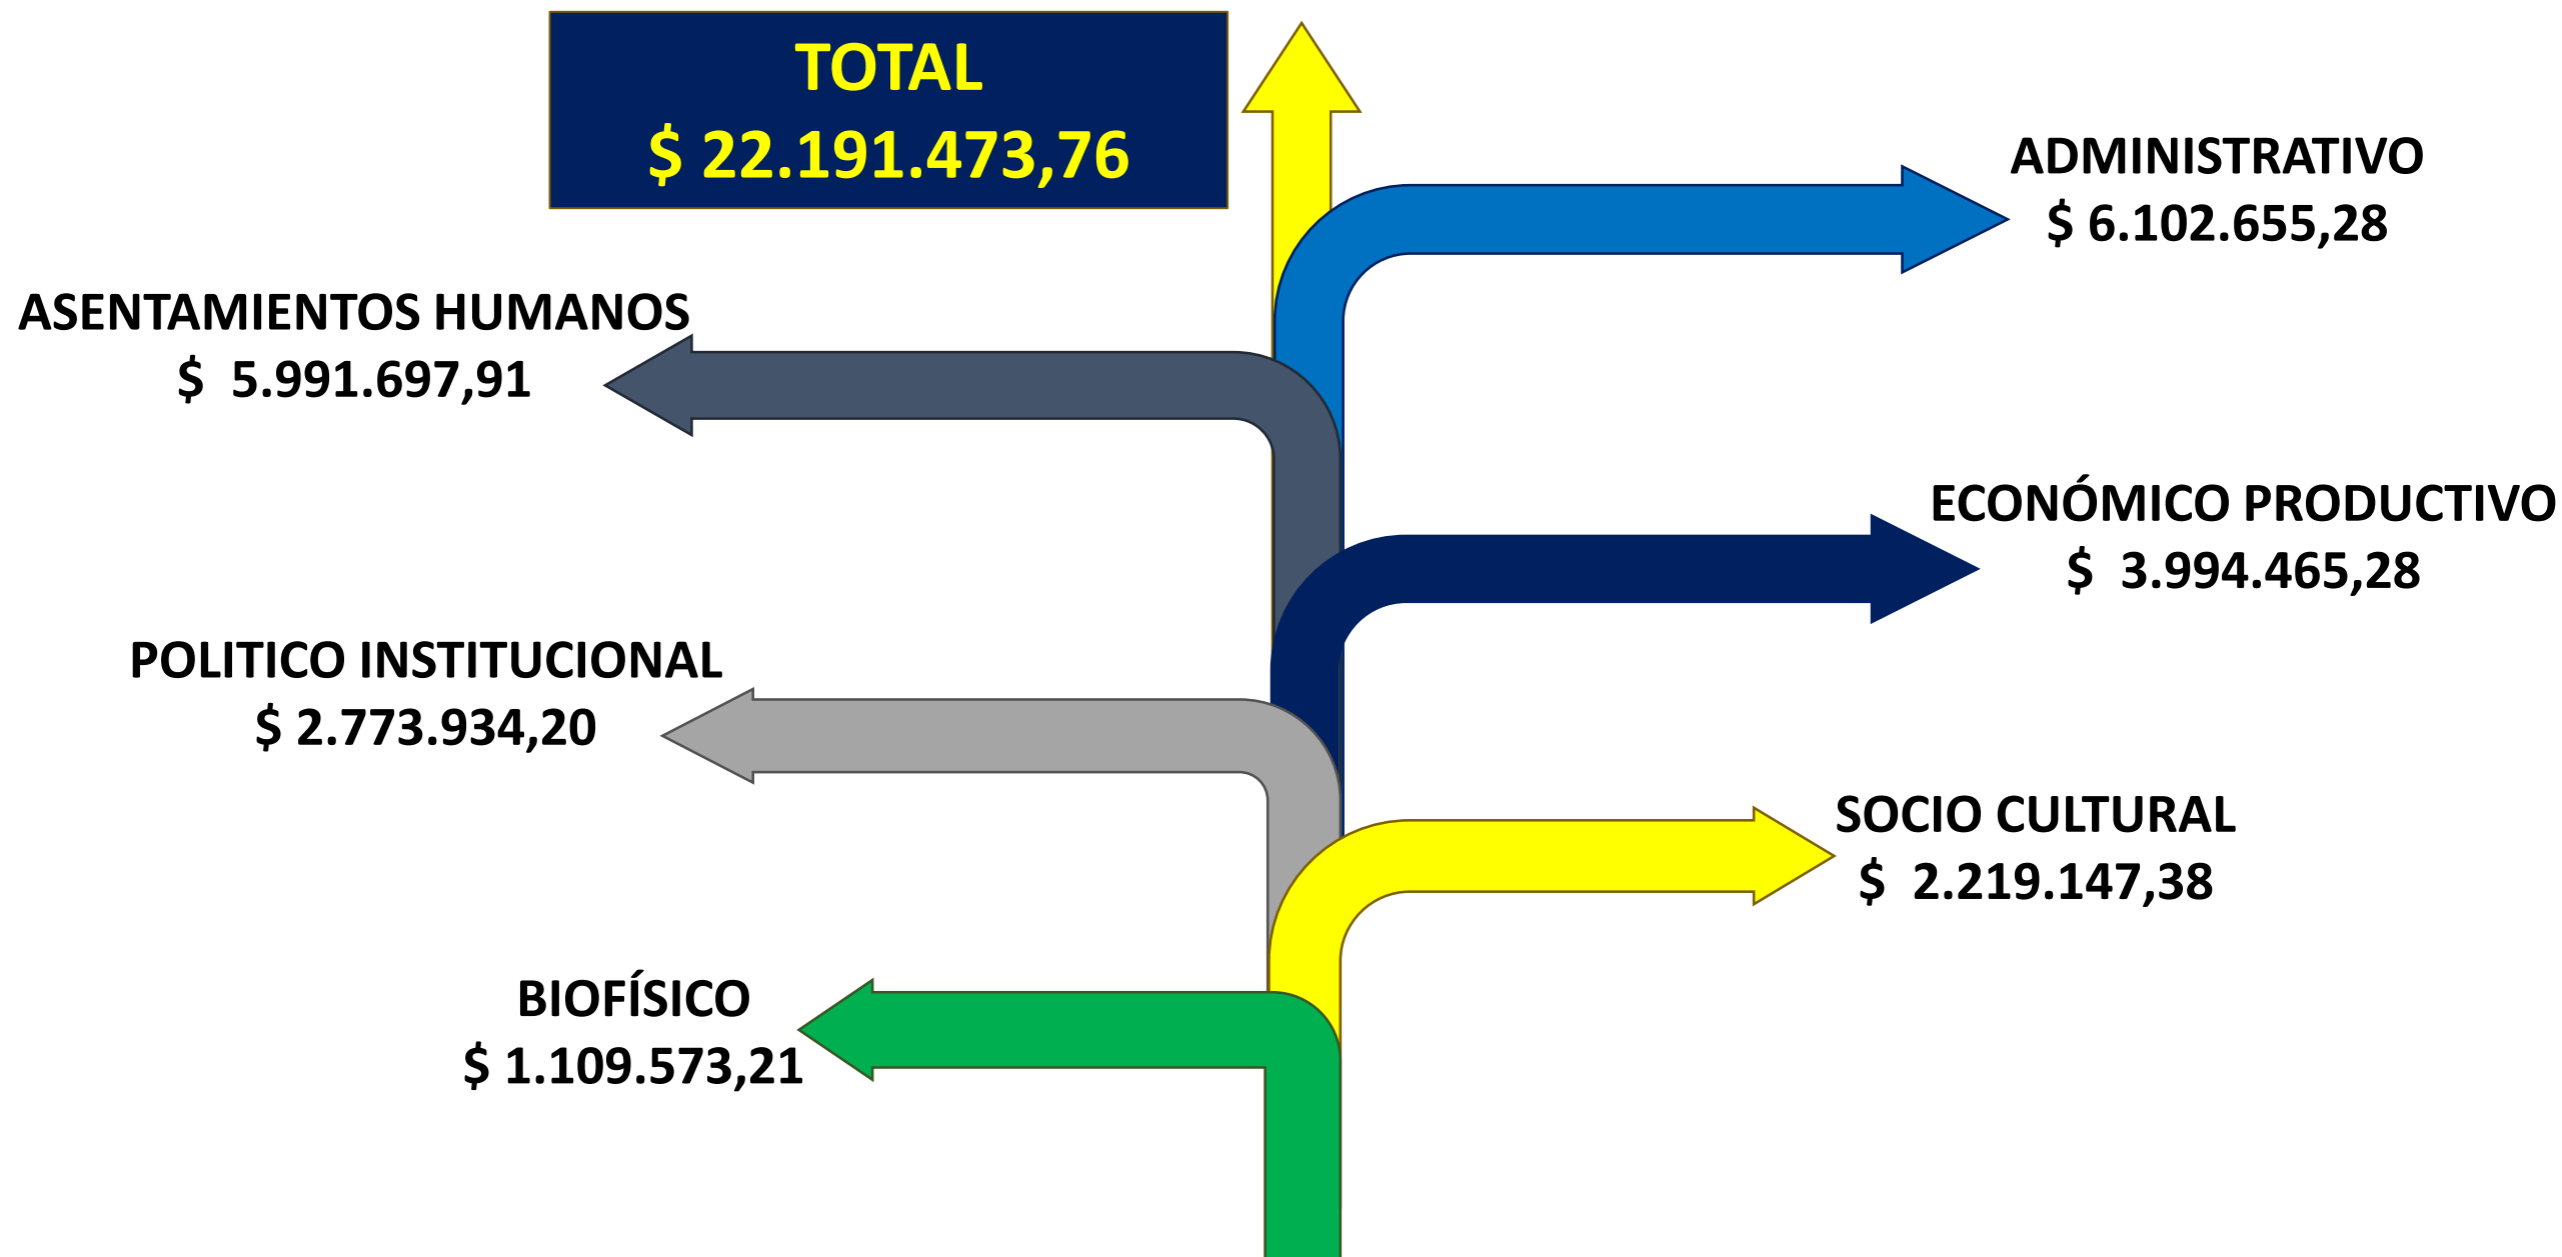 TOTAL
$ 22.191.473,76
ADMINISTRATIVO
$ 6.102.655,28
ASENTAMIENTOS HUMANOS
$ 5.991.697,91
ECONÓMICO PRODUCTIVO
$ 3.994.465,28
POLITICO INSTITUCIONAL
$ 2.773.934,20
SOCIO CULTURAL
$ 2.219.147,38
BIOFÍSICO
$ 1.109.573,21